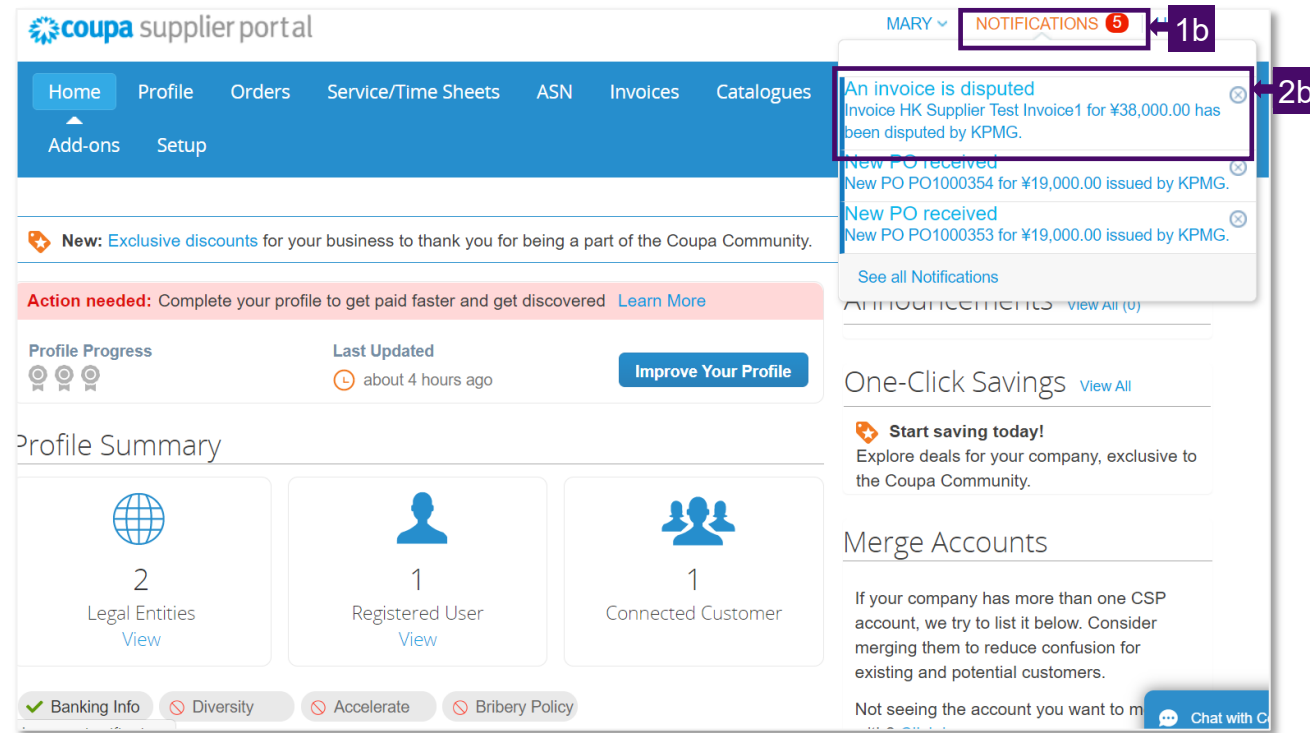 coupa supplier portal
MARY
NOTIFICATIONS 5
1b
Home Profile Orders Service/Time Sheets ASN Invoices Catalogues
Add-ons Setup
An invoice is disputed
Invoice HK Supplier Test Invoice1 for ¥38,000.00 has
been disputed by KPMG.
2b
New PO received
New PO PO1000354 for ¥19,000.00 issued by KPMG.
New PO received
New PO PO1000353 for ¥19,000.00 issued by KPMG.
See all Notifications
New: Exclusive discounts for your business to thank you for being a part of the Coupa Community.
Action needed: Complete your profile to get paid faster and get discovered Learn More
Profile Progress
Last Updated
about 4 hours ago
Improve Your Profile
Profile Summary
2
Legal Entities
View
1
Registered User
View
1
Connected Customer
Banking Info
Diversity
Accelerate
Bribery Policy
Announcements View All (0)
One-Click Savings View All
Start saving today!
Explore deals for your company, exclusive to
the Coupa Community.
Merge Accounts
If your company has more than one CSP
account, we try to list it below. Consider
merging them to reduce confusion for
existing and potential customers.
Not seeing the account you want to m
Chat with C